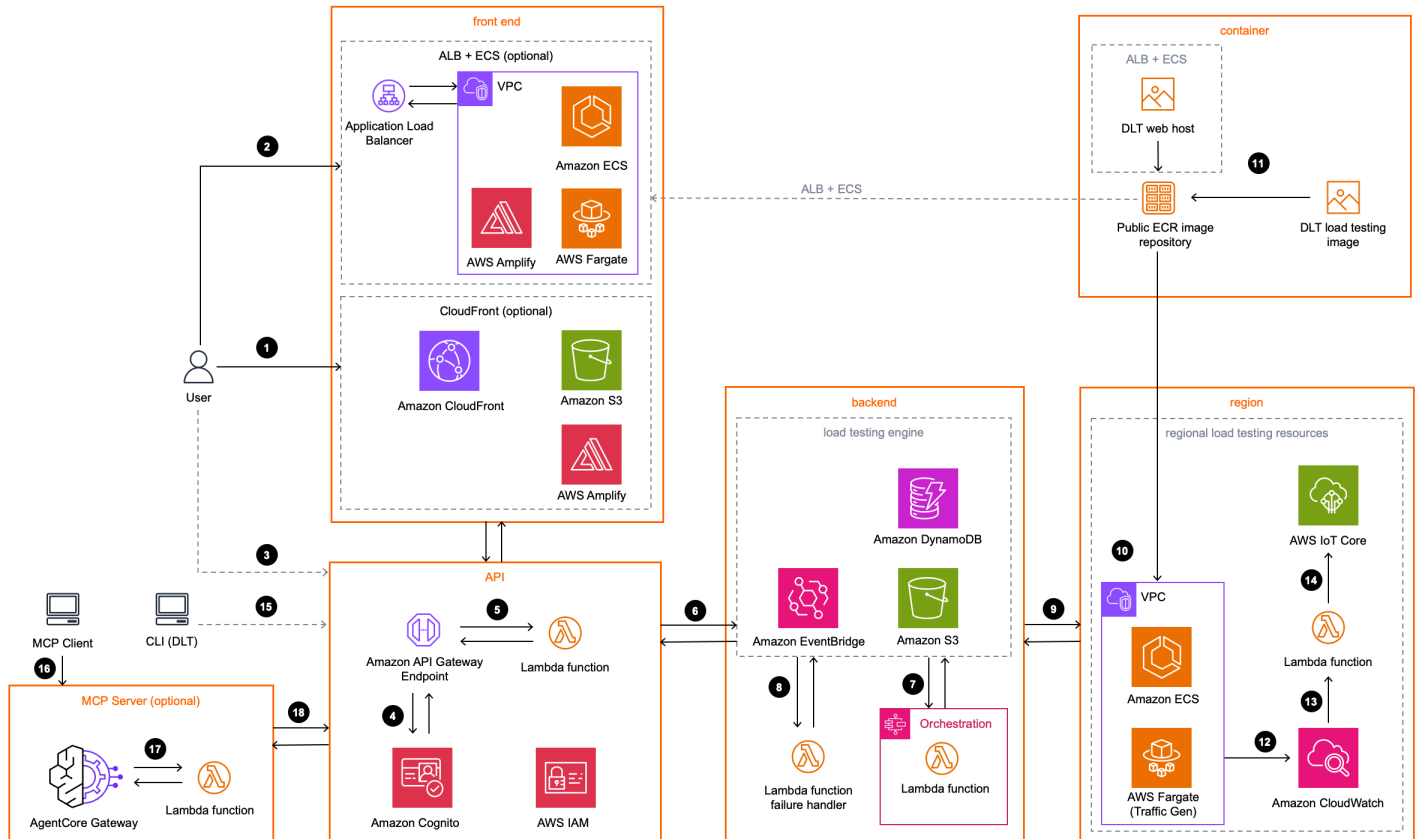 front end
ALB + ECS (optional)
Application Load
Balancer
VPC
Amazon ECS
AWS Amplify
AWS Fargate
2
CloudFront (optional)
Amazon CloudFront
Amazon S3
AWS Amplify
1
User
3
container
ALB + ECS
DLT web host
11
Public ECR image
repository
DLT load testing
image
ALB + ECS
MCP Client
CLI (DLT)
15
16
MCP Server (optional)
17
AgentCore Gateway
Lambda function
18
API
5
Amazon API Gateway
Endpoint
Lambda function
4
Amazon Cognito
AWS IAM
6
backend
load testing engine
Amazon DynamoDB
Amazon EventBridge
Amazon S3
8
7
Lambda function
failure handler
Orchestration
Lambda function
9
region
regional load testing resources
10
VPC
Amazon ECS
AWS Fargate
(Traffic Gen)
12
Amazon CloudWatch
13
Lambda function
14
AWS IoT Core